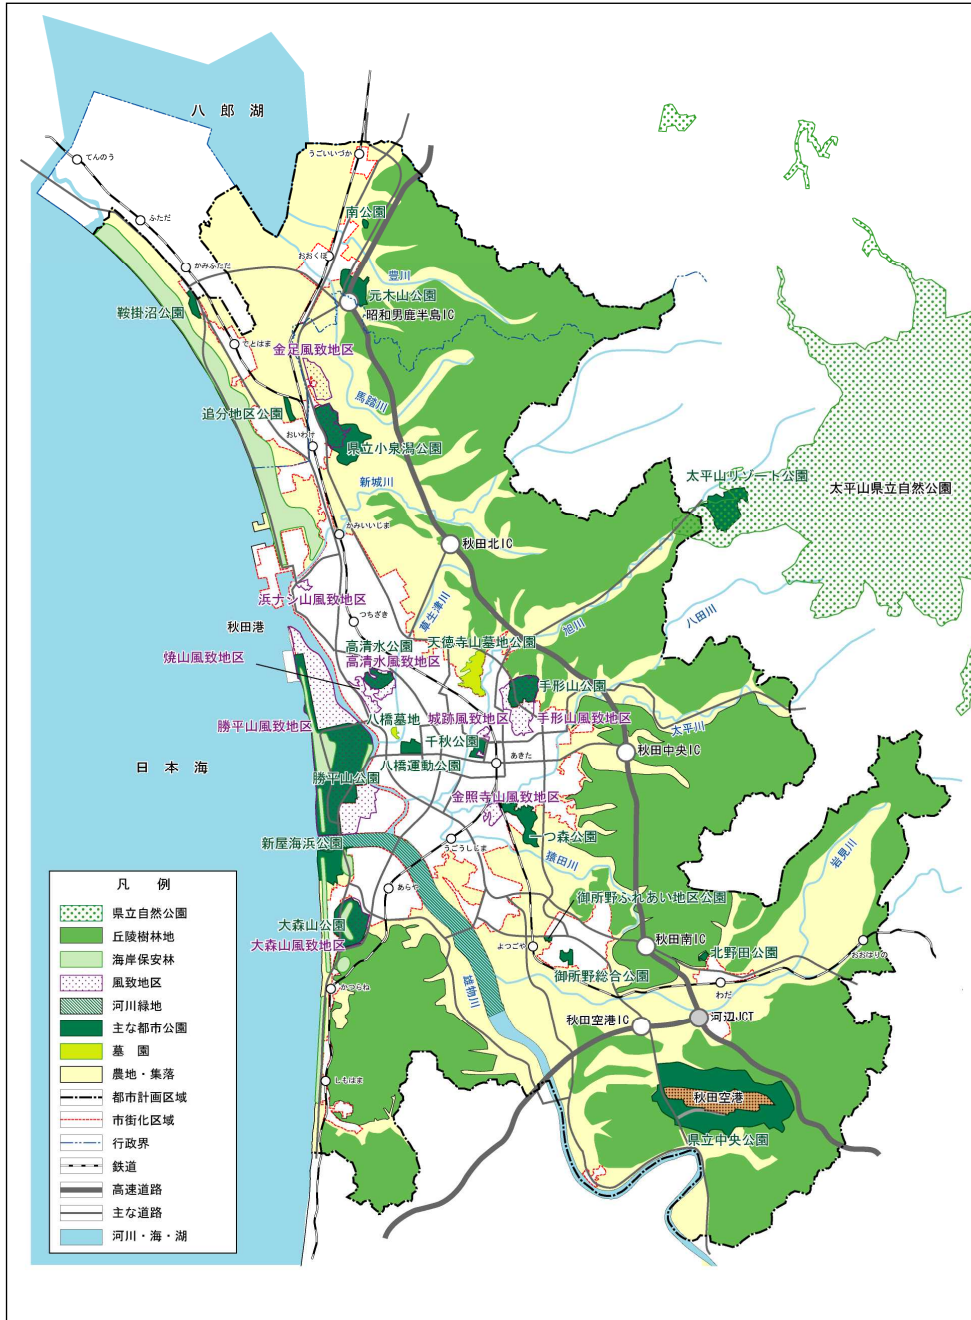 八郎湖
てんのう
うごいいづか
ふただ
南公園
おおくぼ
かみふただ
豊川
元木山公園
鞍掛沼公園
昭和男鹿半島IC
でとはま
金足風致地区
馬踏川
追分地区公園
おいわけ
県立小泉潟公園
新城川
太平山リゾート公園
太平山県立自然公園
かみいいじま
秋田北IC
浜ナシ山風致地区
草生津川
つちざき
旭川
八田川
秋田港
高清水公園
天徳寺山墓地公園
焼山風致地区
高清水風致地区
手形山公園
勝平山風致地区
八橋墓地
城跡風致地区
手形山風致地区
太平川
千秋公園
秋田中央IC
日本海
八橋運動公園
あきた
勝平山公園
金照寺山風致地区
新屋海浜公園
一つ森公園
うごうしじま
猿田川
岩見川
あらや
御所野ふれあい地区公園
大森山公園
大森山風致地区
よつごや
秋田南IC
北野田公園
おおはりの
御所野総合公園
わだ
かつらね
雄物川
秋田空港IC
河辺JCT
しもはま
秋田空港
県立中央公園
凡例
県立自然公園
丘陵樹林地
海岸保安林
風致地区
河川緑地
主な都市公園
墓園
農地・集落
都市計画区域
市街化区域
行政界
鉄道
高速道路
主な道路
河川・海・湖